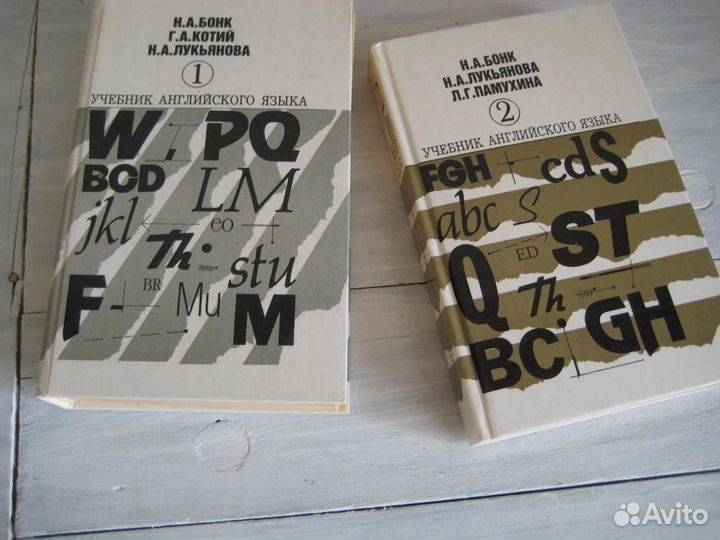 Н.А.БОНК
Г.А.КОТИЙ
Н.А.ЛУКЬЯНОВА
1
УЧЕБНИК АНГЛИЙСКОГО ЯЗЫКА
W PQ
BCD LM
jkl EO
Th stu
BR
F Mu M
Н.А.БОНК
Н.А.ЛУКЬЯНОВА
Л.Г.ПАМУХИНА
2
УЧЕБНИК АНГЛИЙСКОГО ЯЗЫКА
FGH cdS
abc S
Q ED ST
Th
BC GH
Avito